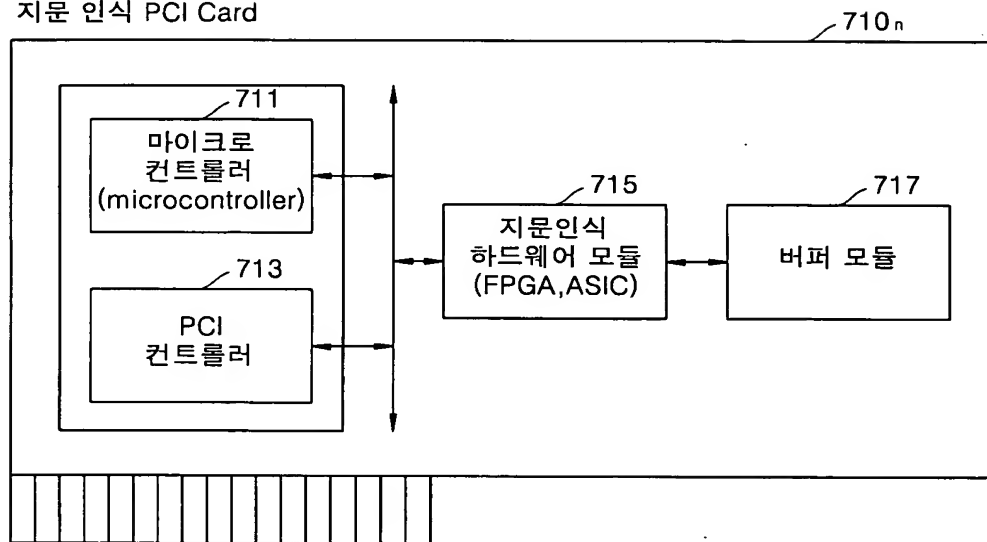 지문 인식 PCI Card
710n
711
마이크로
컨트롤러
(microcontroller)
713
PCI
컨트롤러
715
지문인식
하드웨어 모듈
(FPGA,ASIC)
717
버퍼 모듈